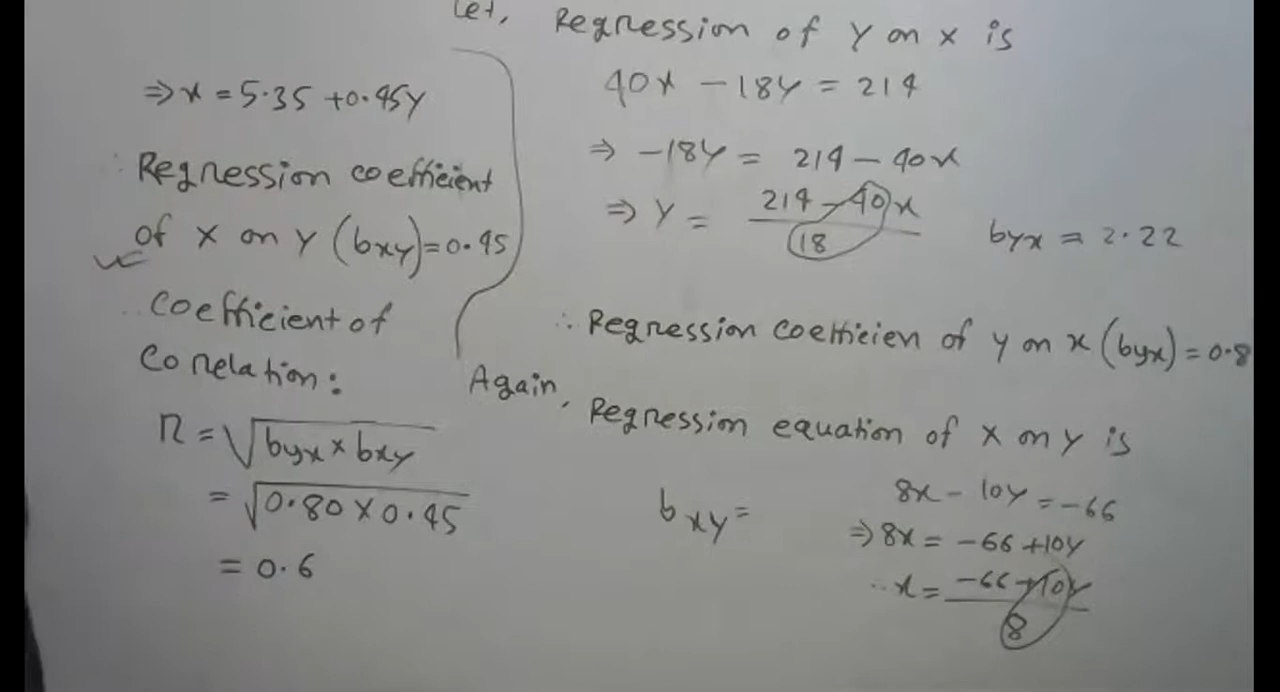 Let, Regression of Y on x is
40x - 18y = 214
⇒ -18y = 214 - 40x
⇒ Y = 214 - 40x / 18
byx = 2.22
∴ Regression coefficien of y on x (byx) = 0.8
Again, Regression equation of x on y is
8x - 10y = -66
⇒ 8x = -66 + 10y
∴ x = -66 + 10y / 8
bxy =
⇒ x = 5.35 + 0.45y
∴ Regression coefficient
of x on y (bxy) = 0.45
∴ Coefficient of
Correlation:
r = √byx × bxy
= √0.80 × 0.45
= 0.6